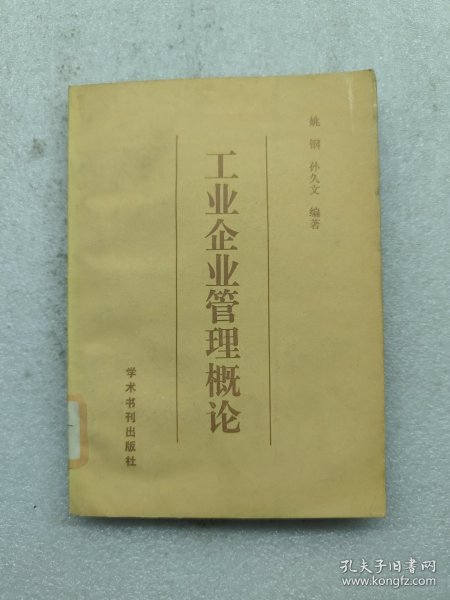 姚钢 孙久文 编著
工业企业管理概论
学术书刊出版社
孔夫子旧书网
www.kongfz.com